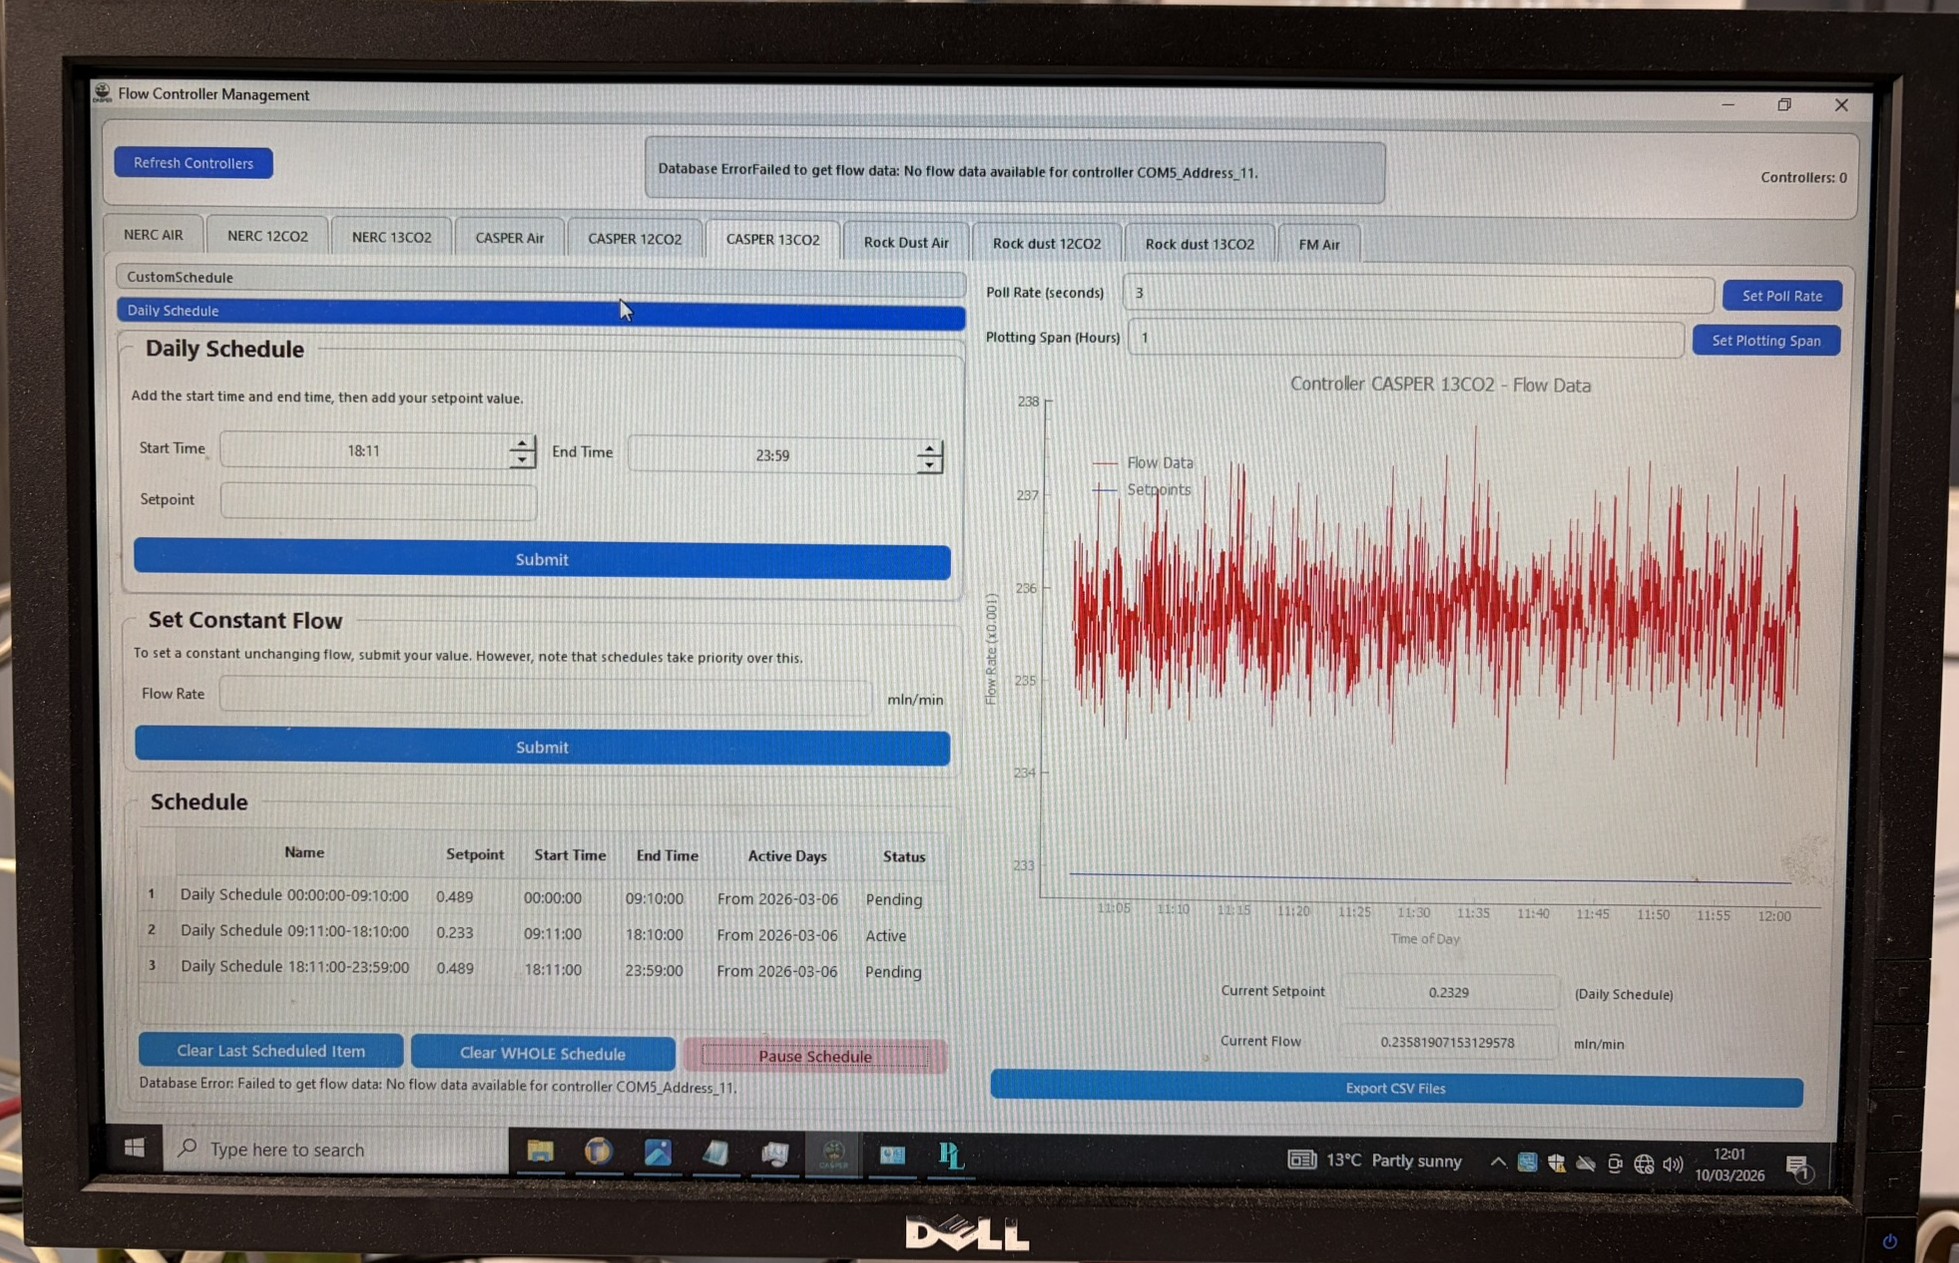 Flow Controller Management
Refresh Controllers
Database ErrorFailed to get flow data: No flow data available for controller COM5_Address_11.
Controllers: 0
NERC AIR NERC 12CO2 NERC 13CO2 CASPER Air CASPER 12CO2 CASPER 13CO2 Rock Dust Air Rock dust 12CO2 Rock dust 13CO2 FM Air
CustomSchedule
Daily Schedule
Daily Schedule
Add the start time and end time, then add your setpoint value.
Start Time 18:11 End Time 23:59
Setpoint
Submit
Set Constant Flow
To set a constant unchanging flow, submit your value. However, note that schedules take priority over this.
Flow Rate mln/min
Submit
Schedule
Name Setpoint Start Time End Time Active Days Status
1 Daily Schedule 00:00:00-09:10:00 0.489 00:00:00 09:10:00 From 2026-03-06 Pending
2 Daily Schedule 09:11:00-18:10:00 0.233 09:11:00 18:10:00 From 2026-03-06 Active
3 Daily Schedule 18:11:00-23:59:00 0.489 18:11:00 23:59:00 From 2026-03-06 Pending
Clear Last Scheduled Item Clear WHOLE Schedule Pause Schedule
Database Error: Failed to get flow data: No flow data available for controller COM5_Address_11.
Poll Rate (seconds) 3 Set Poll Rate
Plotting Span (Hours) 1 Set Plotting Span
Controller CASPER 13CO2 - Flow Data
Flow Data
Setpoints
238
237
236
235
234
233
Flow Rate (x0.001)
11:05 11:10 11:15 11:20 11:25 11:30 11:35 11:40 11:45 11:50 11:55 12:00
Time of Day
Current Setpoint 0.2329 (Daily Schedule)
Current Flow 0.23581907153129578 mln/min
Export CSV Files
Type here to search
CASPER
13°C Partly sunny
12:01
10/03/2026
1
DELL